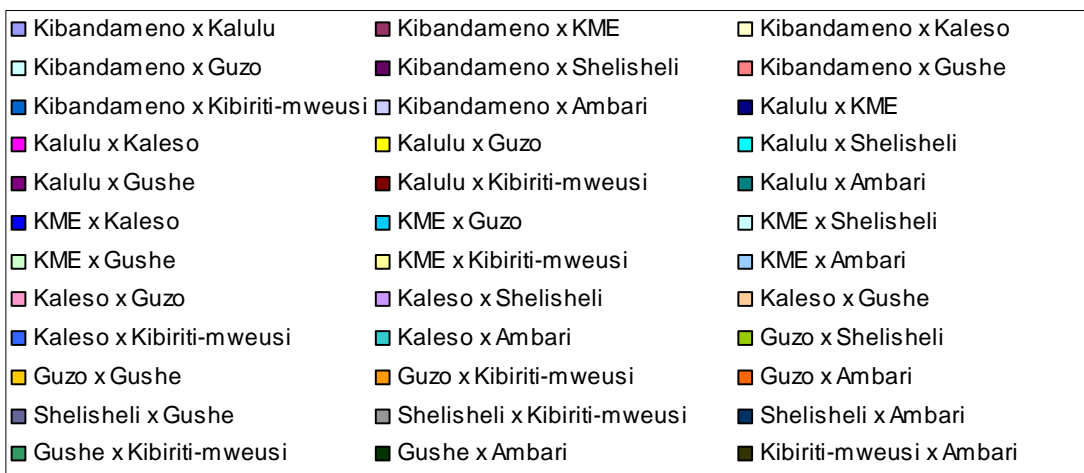 Kibandameno x Kalulu Kibandameno x KME Kibandameno x Kaleso
Kibandameno x Guzo Kibandameno x Shelisheli Kibandameno x Gushe
Kibandameno x Kibiriti-mweusi Kibandameno x Ambari Kalulu x KME
Kalulu x Kaleso Kalulu x Guzo Kalulu x Shelisheli
Kalulu x Gushe Kalulu x Kibiriti-mweusi Kalulu x Ambari
KME x Kaleso KME x Guzo KME x Shelisheli
KME x Gushe KME x Kibiriti-mweusi KME x Ambari
Kaleso x Guzo Kaleso x Shelisheli Kaleso x Gushe
Kaleso x Kibiriti-mweusi Kaleso x Ambari Guzo x Shelisheli
Guzo x Gushe Guzo x Kibiriti-mweusi Guzo x Ambari
Shelisheli x Gushe Shelisheli x Kibiriti-mweusi Shelisheli x Ambari
Gushe x Kibiriti-mweusi Gushe x Ambari Kibiriti-mweusi x Ambari